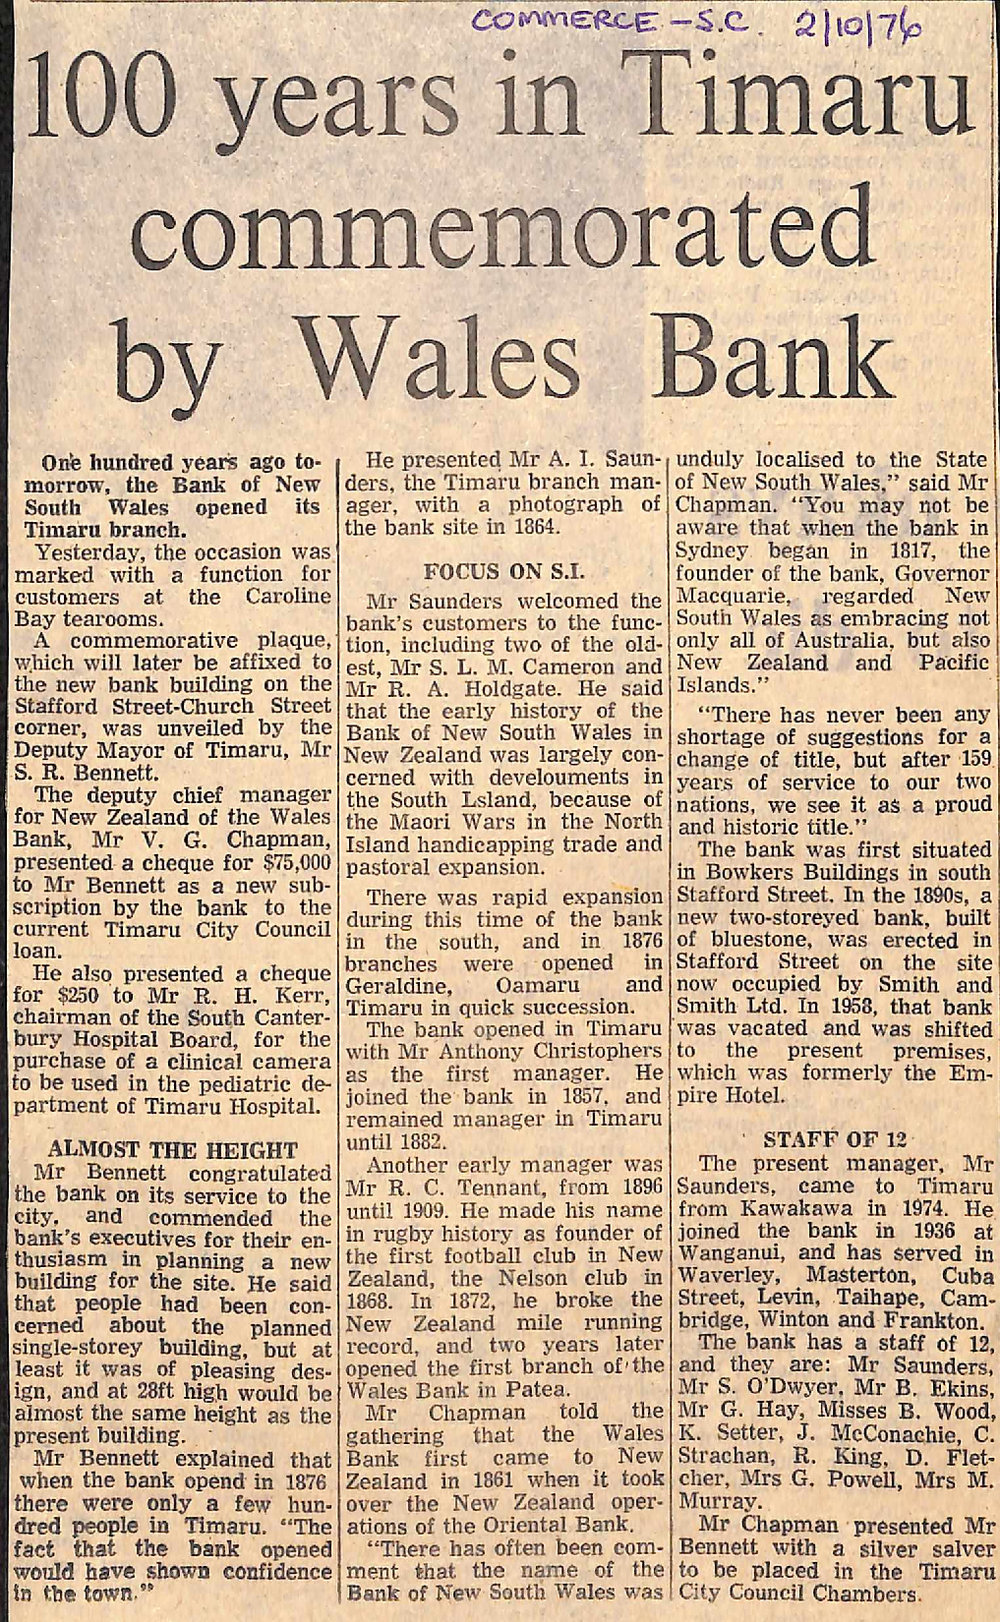 COMMERCE - S.C. 2/10/76
100 years in Timaru
commemorated
by Wales Bank
One hundred years ago to-
morrow, the Bank of New
South Wales opened its
Timaru branch.
Yesterday, the occasion was
marked with a function for
customers at the Caroline
Bay tearooms.
A commemorative plaque,
which will later be affixed to
the new bank building on the
Stafford Street-Church Street
corner, was unveiled by the
Deputy Mayor of Timaru, Mr
S. R. Bennett.
The deputy chief manager
for New Zealand of the Wales
Bank, Mr V. G. Chapman,
presented a cheque for $75,000
to Mr Bennett as a new sub-
scription by the bank to the
current Timaru City Council
loan.
He also presented a cheque
for $250 to Mr R. H. Kerr,
chairman of the South Canter-
bury Hospital Board, for the
purchase of a clinical camera
to be used in the pediatric de-
partment of Timaru Hospital.
ALMOST THE HEIGHT
Mr Bennett congratulated
the bank on its service to the
city, and commended the
bank's executives for their en-
thusiasm in planning a new
building for the site. He said
that people had been con-
cerned about the planned
single-storey building, but at
least it was of pleasing des-
ign, and at 28ft high would be
almost the same height as the
present building.
Mr Bennett explained that
when the bank opend in 1876
there were only a few hun-
dred people in Timaru. "The
fact that the bank opened
would have shown confidence
in the town."
He presented Mr A. I. Saun-
ders, the Timaru branch man-
ager, with a photograph of
the bank site in 1864.
FOCUS ON S.I.
Mr Saunders welcomed the
bank's customers to the func-
tion, including two of the old-
est, Mr S. L. M. Cameron and
Mr R. A. Holdgate. He said
that the early history of the
Bank of New South Wales in
New Zealand was largely con-
cerned with develouments in
the South Lsland, because of
the Maori Wars in the North
Island handicapping trade and
pastoral expansion.
There was rapid expansion
during this time of the bank
in the south, and in 1876
branches were opened in
Geraldine, Oamaru and
Timaru in quick succession.
The bank opened in Timaru
with Mr Anthony Christophers
as the first manager. He
joined the bank in 1857, and
remained manager in Timaru
until 1882.
Another early manager was
Mr R. C. Tennant, from 1896
until 1909. He made his name
in rugby history as founder of
the first football club in New
Zealand, the Nelson club in
1868. In 1872, he broke the
New Zealand mile running
record, and two years later
opened the first branch of the
Wales Bank in Patea.
Mr Chapman told the
gathering that the Wales
Bank first came to New
Zealand in 1861 when it took
over the New Zealand oper-
ations of the Oriental Bank.
"There has often been com-
ment that the name of the
Bank of New South Wales was
unduly localised to the State
of New South Wales," said Mr
Chapman. "You may not be
aware that when the bank in
Sydney began in 1817, the
founder of the bank, Governor
Macquarie, regarded New
South Wales as embracing not
only all of Australia, but also
New Zealand and Pacific
Islands."
"There has never been any
shortage of suggestions for a
change of title, but after 159
years of service to our two
nations, we see it as a proud
and historic title."
The bank was first situated
in Bowkers Buildings in south
Stafford Street. In the 1890s, a
new two-storeyed bank, built
of bluestone, was erected in
Stafford Street on the site
now occupied by Smith and
Smith Ltd. In 1958, that bank
was vacated and was shifted
to the present premises,
which was formerly the Em-
pire Hotel.
STAFF OF 12
The present manager, Mr
Saunders, came to Timaru
from Kawakawa in 1974. He
joined the bank in 1936 at
Wanganui, and has served in
Waverley, Masterton, Cuba
Street, Levin, Taihape, Cam-
bridge, Winton and Frankton.
The bank has a staff of 12,
and they are: Mr Saunders,
Mr S. O'Dwyer, Mr B. Ekins,
Mr G. Hay, Misses B. Wood,
K. Setter, J. McConachie, C.
Strachan, R. King, D. Flet-
cher, Mrs G. Powell, Mrs M.
Murray.
Mr Chapman presented Mr
Bennett with a silver salver
to be placed in the Timaru
City Council Chambers.